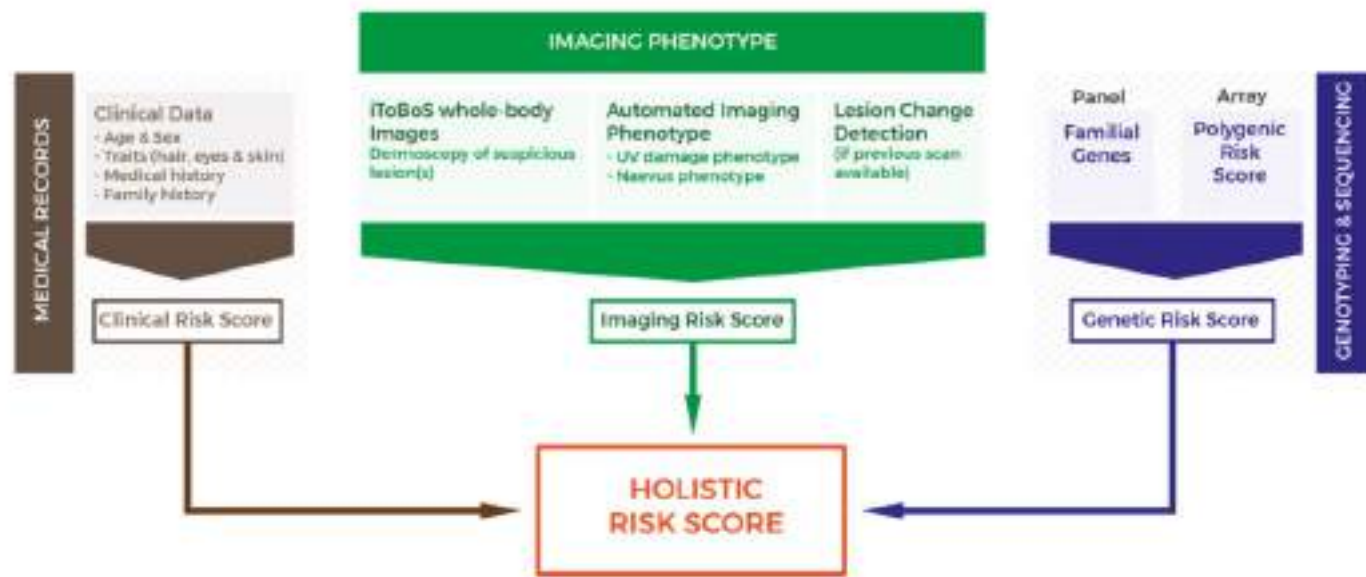 IMAGING PHENOTYPE
MEDICAL RECORDS
Clinical Data
- Age & Sex
- Traits (hair, eyes & skin)
- Medical history
- Family history
Clinical Risk Score
iToBoS whole-body
Images
Dermoscopy of suspicious
lesion(s)
Automated Imaging
Phenotype
- UV damage phenotype
- Naevus phenotype
Lesion Change
Detection
(if previous scan
available)
Imaging Risk Score
Panel
Familial
Genes
Array
Polygenic
Risk
Score
Genetic Risk Score
GENOTYPING & SEQUENCING
HOLISTIC
RISK SCORE